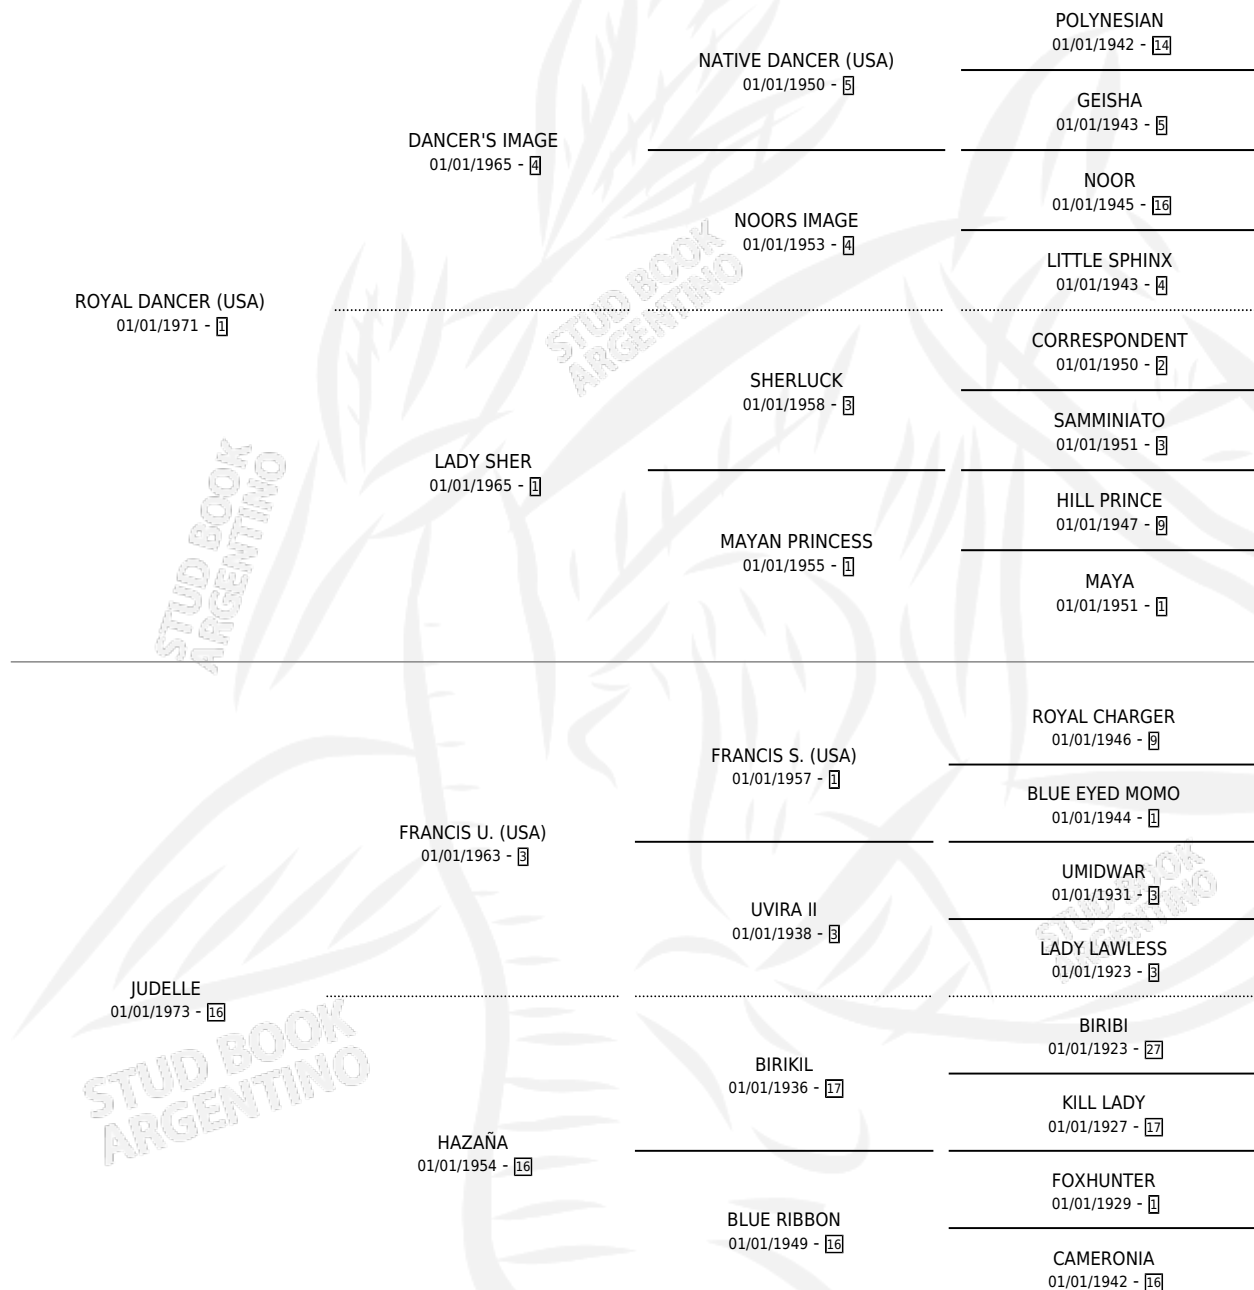 POLYNESIAN
01/01/1942 - 14
NATIVE DANCER (USA)
01/01/1950 - 5
GEISHA
01/01/1943 - 5
DANCER'S IMAGE
01/01/1965 - 4
NOOR
01/01/1945 - 16
NOORS IMAGE
01/01/1953 - 4
LITTLE SPHINX
01/01/1943 - 4
ROYAL DANCER (USA)
01/01/1971 - 1
CORRESPONDENT
01/01/1950 - 2
SHERLUCK
01/01/1958 - 3
SAMMINIATO
01/01/1951 - 3
LADY SHER
01/01/1965 - 1
HILL PRINCE
01/01/1947 - 9
MAYAN PRINCESS
01/01/1955 - 1
MAYA
01/01/1951 - 1
ROYAL CHARGER
01/01/1946 - 9
FRANCIS S. (USA)
01/01/1957 - 1
BLUE EYED MOMO
01/01/1944 - 1
FRANCIS U. (USA)
01/01/1963 - 3
UMIDWAR
01/01/1931 - 3
UVIRA II
01/01/1938 - 3
LADY LAWLESS
01/01/1923 - 3
JUDELLE
01/01/1973 - 16
BIRIBI
01/01/1923 - 27
BIRIKIL
01/01/1936 - 17
KILL LADY
01/01/1927 - 17
HAZAÑA
01/01/1954 - 16
FOXHUNTER
01/01/1929 - 1
BLUE RIBBON
01/01/1949 - 16
CAMERONIA
01/01/1942 - 16
STUD BOOK
ARGENTINO
STUD BOOK
ARGENTINO
STUD BOOK
ARGENTINO
STUD BOOK
ARGENTINO